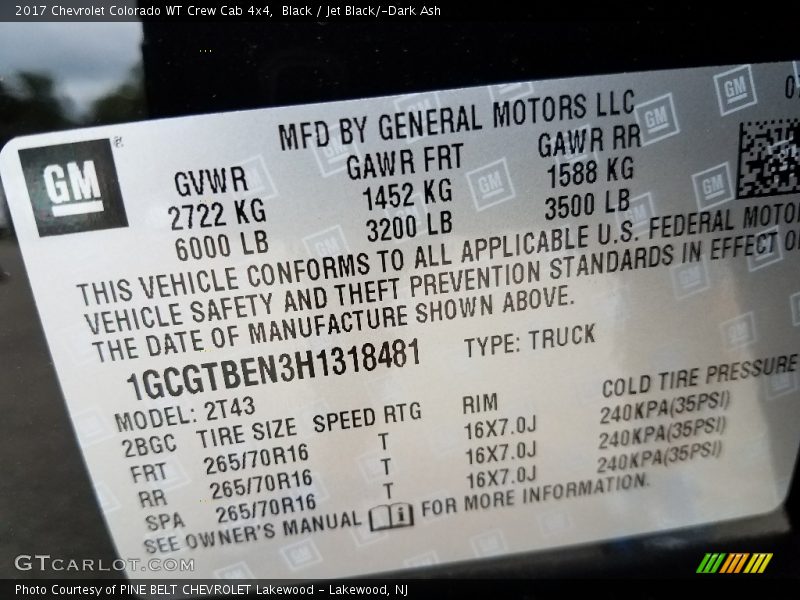 2017 Chevrolet Colorado WT Crew Cab 4x4, Black / Jet Black/-Dark Ash
MFD BY GENERAL MOTORS LLC
GM
GVWR GAWR FRT GAWR RR
2722 KG 1452 KG 1588 KG
6000 LB 3200 LB 3500 LB
THIS VEHICLE CONFORMS TO ALL APPLICABLE U.S. FEDERAL MOTOR
VEHICLE SAFETY AND THEFT PREVENTION STANDARDS IN EFFECT
THE DATE OF MANUFACTURE SHOWN ABOVE.
1GCGTBEN3H1318481 TYPE: TRUCK
MODEL: 2T43
2BGC TIRE SIZE SPEED RTG RIM COLD TIRE PRESSURE
FRT 265/70R16 T 16X7.0J 240KPA(35PSI)
RR 265/70R16 T 16X7.0J 240KPA(35PSI)
SPA 265/70R16 T 16X7.0J 240KPA(35PSI)
SEE OWNER'S MANUAL FOR MORE INFORMATION.
GTCARLOT.COM
Photo Courtesy of PINE BELT CHEVROLET Lakewood - Lakewood, NJ